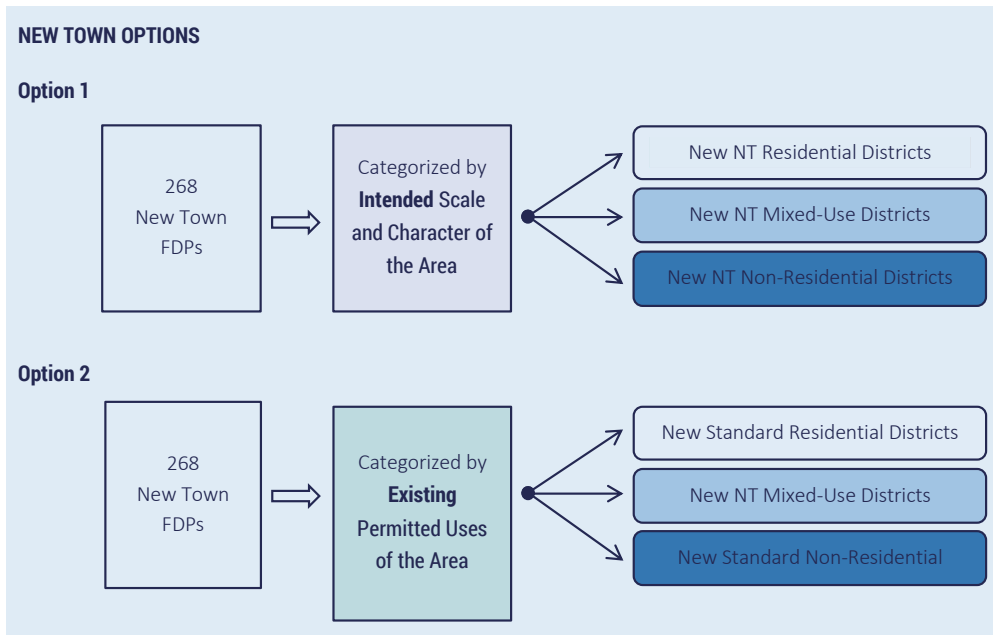 NEW TOWN OPTIONS
Option 1
268
New Town
FDPs
Categorized by
Intended Scale
and Character of
the Area
New NT Residential Districts
New NT Mixed-Use Districts
New NT Non-Residential Districts
Option 2
268
New Town
FDPs
Categorized by
Existing
Permitted Uses
of the Area
New Standard Residential Districts
New NT Mixed-Use Districts
New Standard Non-Residential